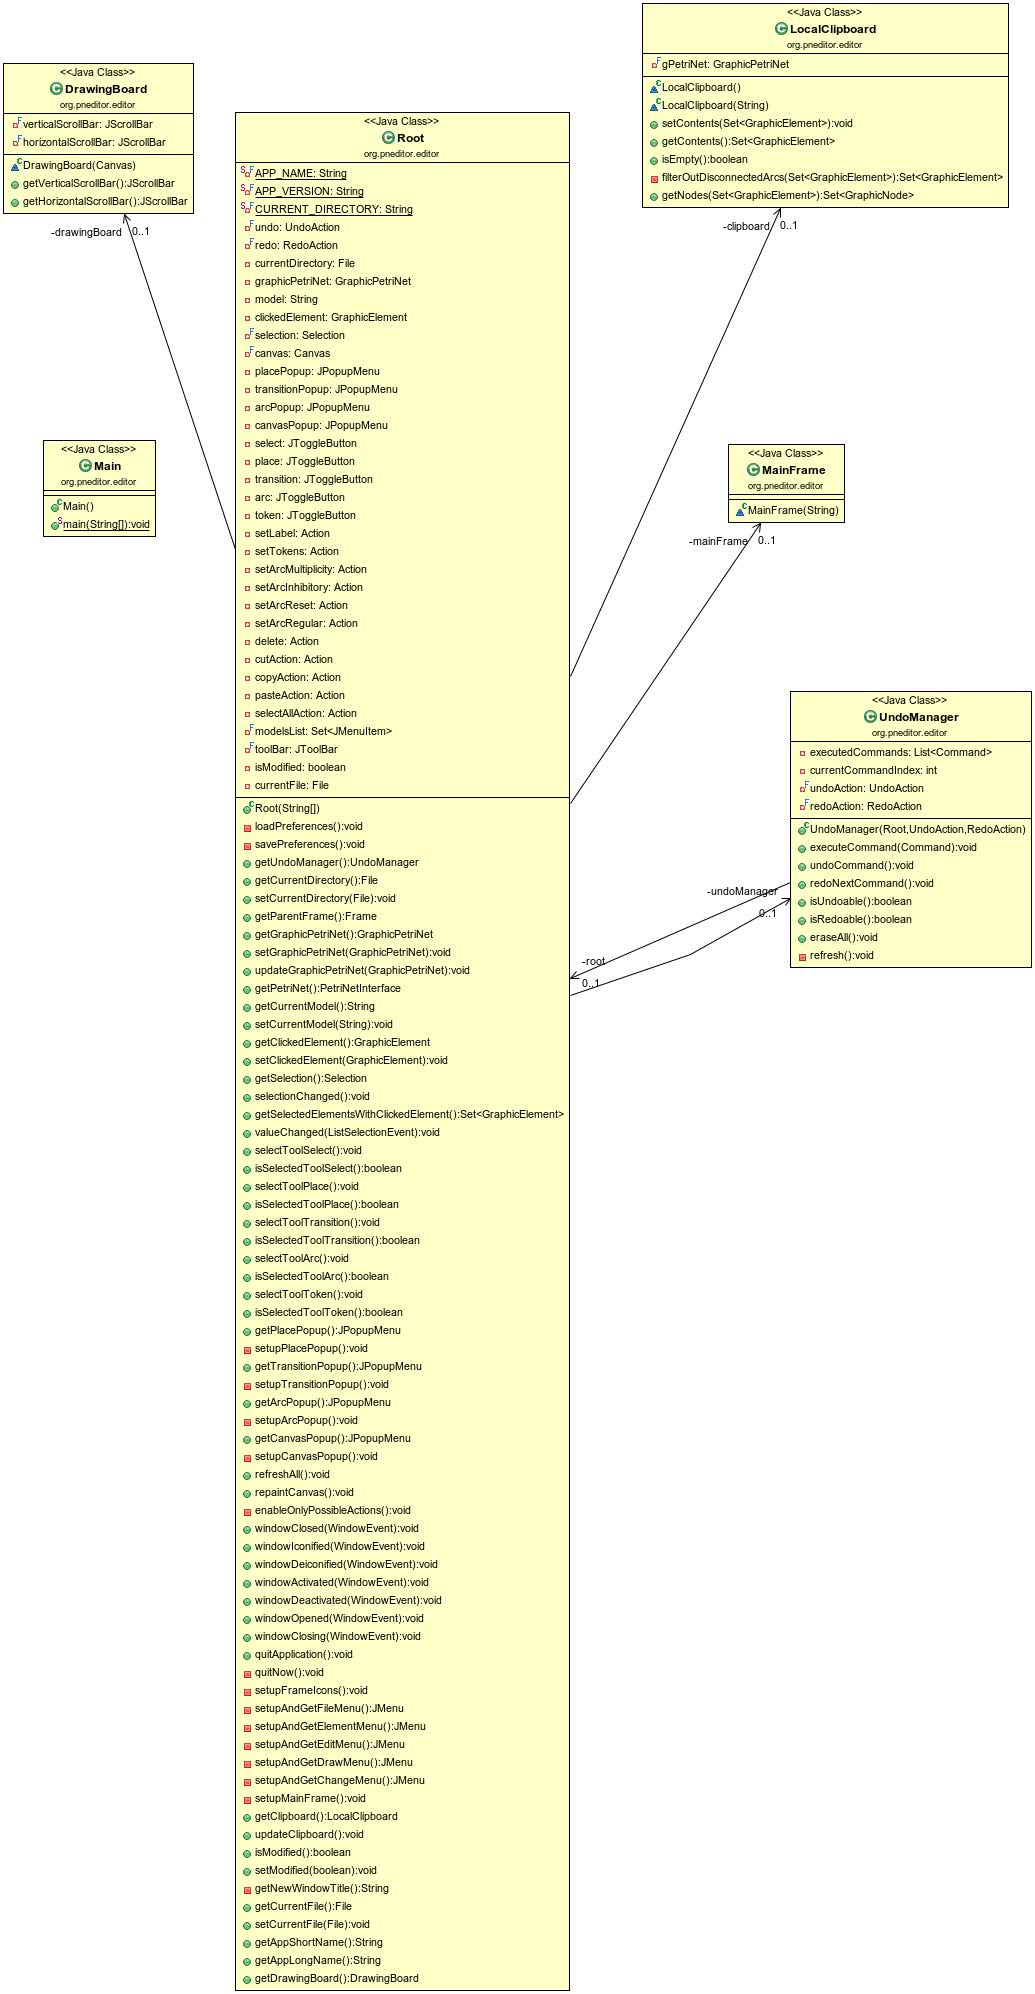 <<Java Class>>
DrawingBoard
org.pneditor.editor
verticalScrollBar: JScrollBar
horizontalScrollBar: JScrollBar
DrawingBoard(Canvas)
getVerticalScrollBar():JScrollBar
getHorizontalScrollBar():JScrollBar
-drawingBoard
0..1
<<Java Class>>
Main
org.pneditor.editor
Main()
main(String[]):void
<<Java Class>>
Root
org.pneditor.editor
APP_NAME: String
APP_VERSION: String
CURRENT_DIRECTORY: String
undo: UndoAction
redo: RedoAction
currentDirectory: File
graphicPetriNet: GraphicPetriNet
model: String
clickedElement: GraphicElement
selection: Selection
canvas: Canvas
placePopup: JPopupMenu
transitionPopup: JPopupMenu
arcPopup: JPopupMenu
canvasPopup: JPopupMenu
select: JToggleButton
place: JToggleButton
transition: JToggleButton
arc: JToggleButton
token: JToggleButton
setLabel: Action
setTokens: Action
setArcMultiplicity: Action
setArcInhibitory: Action
setArcReset: Action
setArcRegular: Action
delete: Action
cutAction: Action
copyAction: Action
pasteAction: Action
selectAllAction: Action
modelsList: Set<JMenuItem>
toolBar: JToolBar
isModified: boolean
currentFile: File
Root(String[])
loadPreferences():void
savePreferences():void
getUndoManager():UndoManager
getCurrentDirectory():File
setCurrentDirectory(File):void
getParentFrame():Frame
getGraphicPetriNet():GraphicPetriNet
setGraphicPetriNet(GraphicPetriNet):void
updateGraphicPetriNet(GraphicPetriNet):void
getPetriNet():PetriNetInterface
getCurrentModel():String
setCurrentModel(String):void
getClickedElement():GraphicElement
setClickedElement(GraphicElement):void
getSelection():Selection
selectionChanged():void
getSelectedElementsWithClickedElement():Set<GraphicElement>
valueChanged(ListSelectionEvent):void
selectToolSelect():void
isSelectedToolSelect():boolean
selectToolPlace():void
isSelectedToolPlace():boolean
selectToolTransition():void
isSelectedToolTransition():boolean
selectToolArc():void
isSelectedToolArc():boolean
selectToolToken():void
isSelectedToolToken():boolean
getPlacePopup():JPopupMenu
setupPlacePopup():void
getTransitionPopup():JPopupMenu
setupTransitionPopup():void
getArcPopup():JPopupMenu
setupArcPopup():void
getCanvasPopup():JPopupMenu
setupCanvasPopup():void
refreshAll():void
repaintCanvas():void
enableOnlyPossibleActions():void
windowClosed(WindowEvent):void
windowIconified(WindowEvent):void
windowDeiconified(WindowEvent):void
windowActivated(WindowEvent):void
windowDeactivated(WindowEvent):void
windowOpened(WindowEvent):void
windowClosing(WindowEvent):void
quitApplication():void
quitNow():void
setupFrameIcons():void
setupAndGetFileMenu():JMenu
setupAndGetElementMenu():JMenu
setupAndGetEditMenu():JMenu
setupAndGetDrawMenu():JMenu
setupAndGetChangeMenu():JMenu
setupMainFrame():void
getClipboard():LocalClipboard
updateClipboard():void
isModified():boolean
setModified(boolean):void
getNewWindowTitle():String
getCurrentFile():File
setCurrentFile(File):void
getAppShortName():String
getAppLongName():String
getDrawingBoard():DrawingBoard
<<Java Class>>
LocalClipboard
org.pneditor.editor
gPetriNet: GraphicPetriNet
LocalClipboard()
LocalClipboard(String)
setContents(Set<GraphicElement>):void
getContents():Set<GraphicElement>
isEmpty():boolean
filterOutDisconnectedArcs(Set<GraphicElement>):Set<GraphicElement>
getNodes(Set<GraphicElement>):Set<GraphicNode>
-clipboard
0..1
<<Java Class>>
MainFrame
org.pneditor.editor
MainFrame(String)
-mainFrame
0..1
<<Java Class>>
UndoManager
org.pneditor.editor
executedCommands: List<Command>
currentCommandIndex: int
undoAction: UndoAction
redoAction: RedoAction
UndoManager(Root,UndoAction,RedoAction)
executeCommand(Command):void
undoCommand():void
redoNextCommand():void
isUndoable():boolean
isRedoable():boolean
eraseAll():void
refresh():void
-undoManager
0..1
-root
0..1